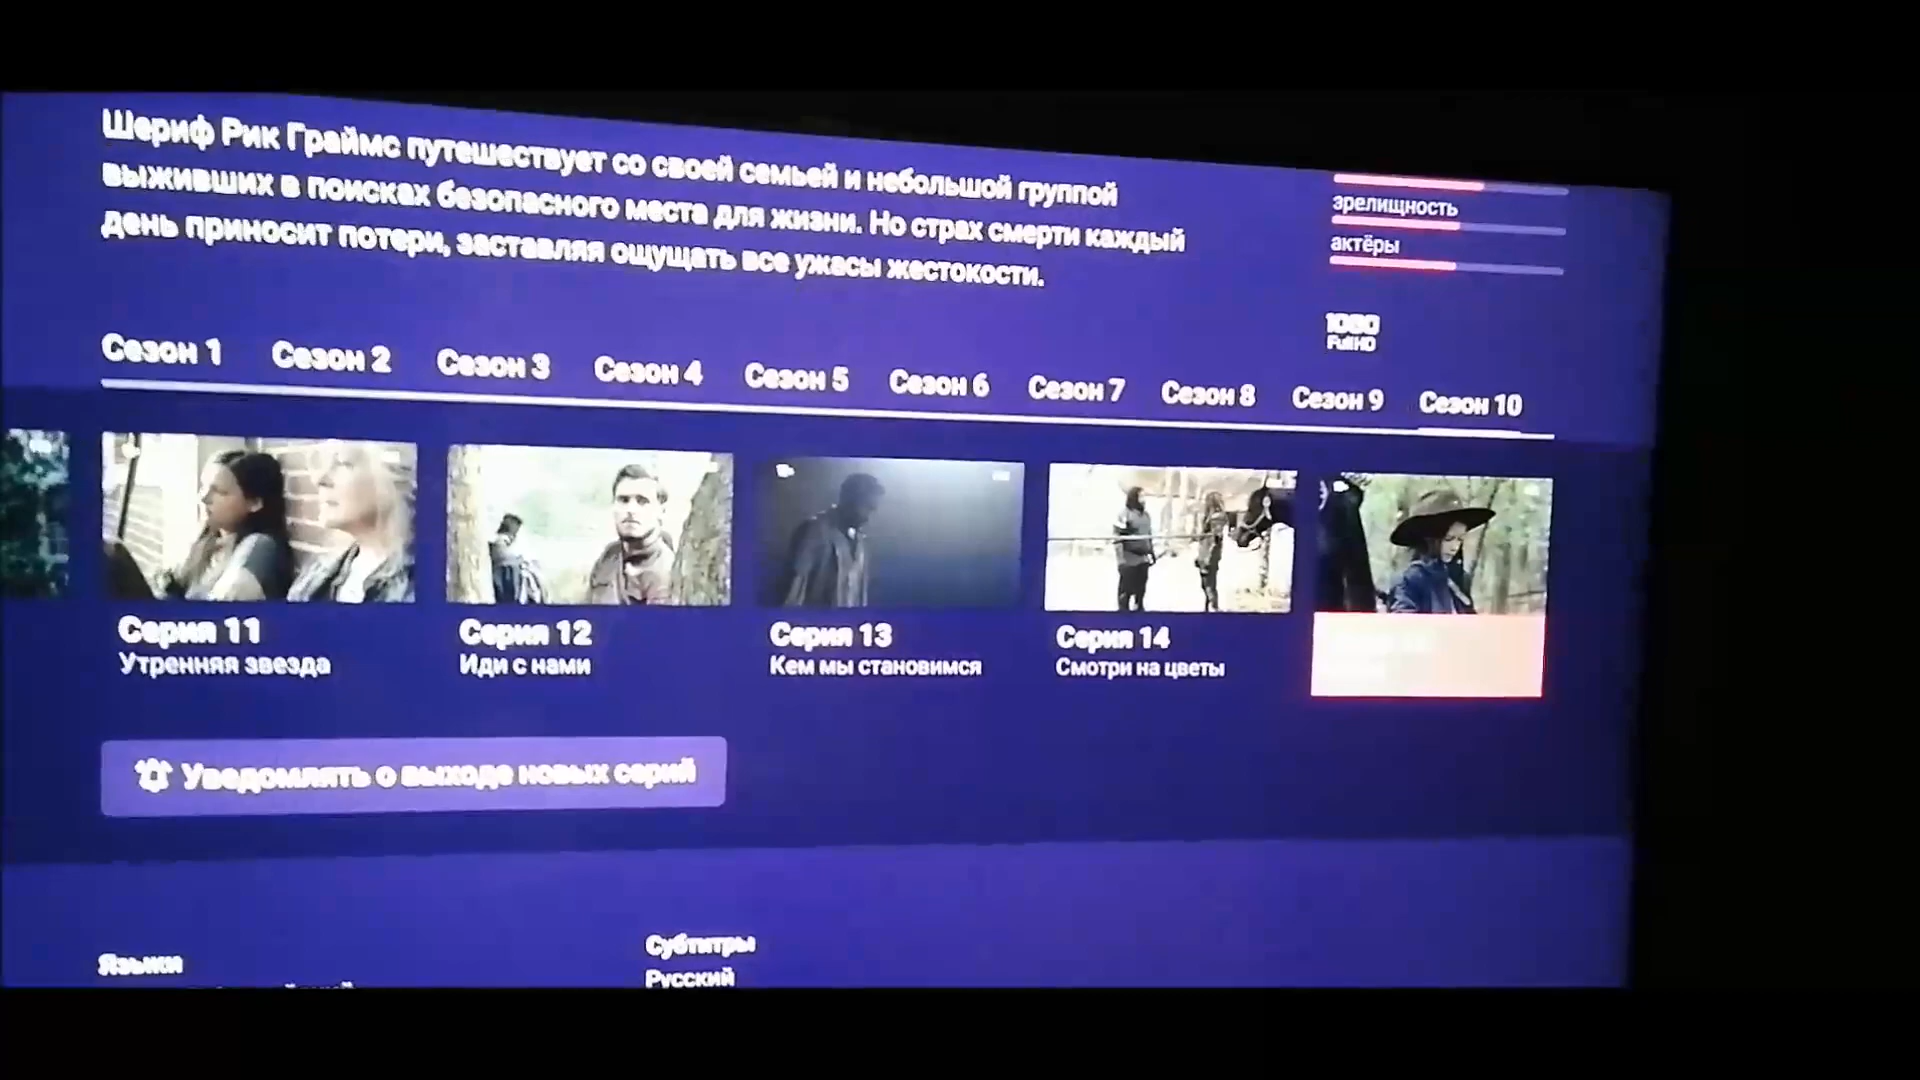 Шериф Рик Граймс путешествует со своей семьей и небольшой группой
выживших в поисках безопасного места для жизни. Но страх смерти каждый
день приносит потери, заставляя ощущать все ужасы жестокости.
зрелищность
актёры
1080
Full HD
Сезон 1 Сезон 2 Сезон 3 Сезон 4 Сезон 5 Сезон 6 Сезон 7 Сезон 8 Сезон 9 Сезон 10
Серия 11
Утренняя звезда
Серия 12
Иди с нами
Серия 13
Кем мы становимся
Серия 14
Смотри на цветы
Уведомлять о выходе новых серий
Языки
Субтитры
Русский